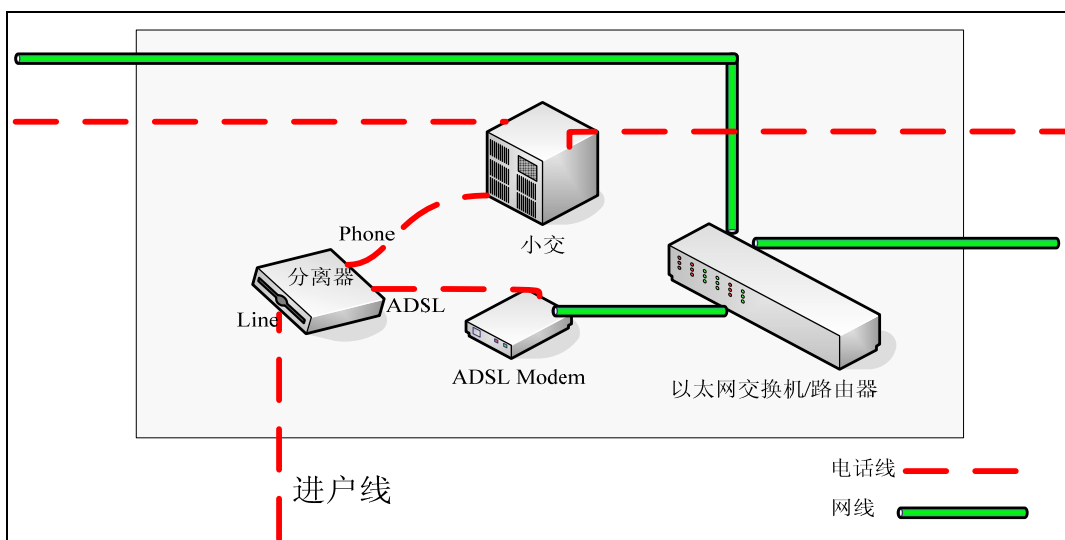 小交
Phone
分离器
ADSL
Line
ADSL Modem
以太网交换机/路由器
进户线
电话线
网线